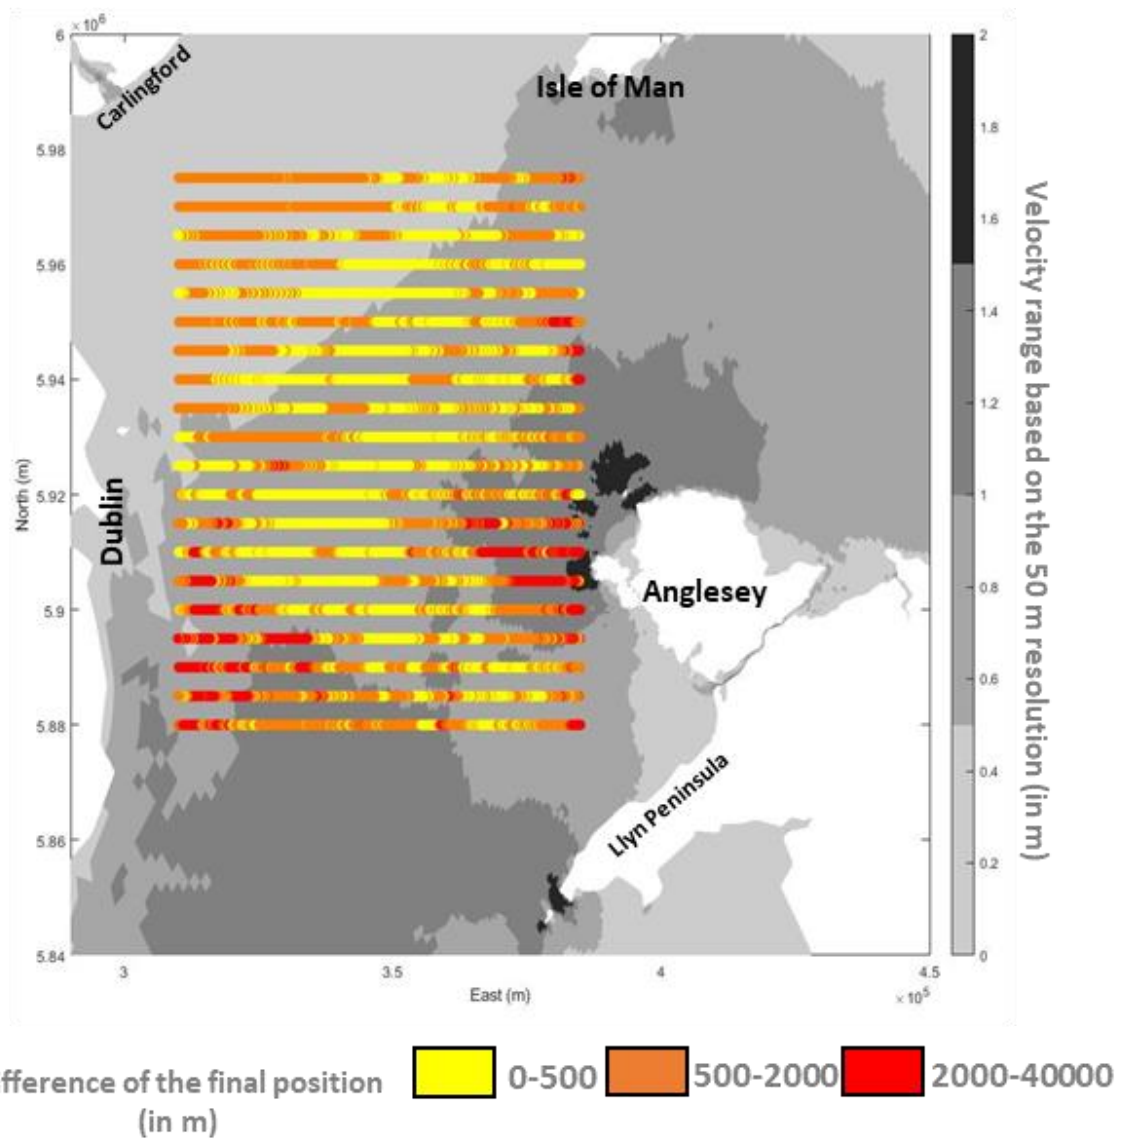 × 10⁶
6
5.98
5.96
5.94
5.92
5.9
5.88
5.86
5.84
North (m)
3
3.5
4
4.5
× 10⁵
East (m)
Carlingford
Isle of Man
Dublin
Anglesey
Llyn Peninsula
2
1.8
1.6
1.4
1.2
1
0.8
0.6
0.4
0.2
0
Velocity range based on the 50 m resolution (in m)
fference of the final position
(in m)
0-500
500-2000
2000-40000